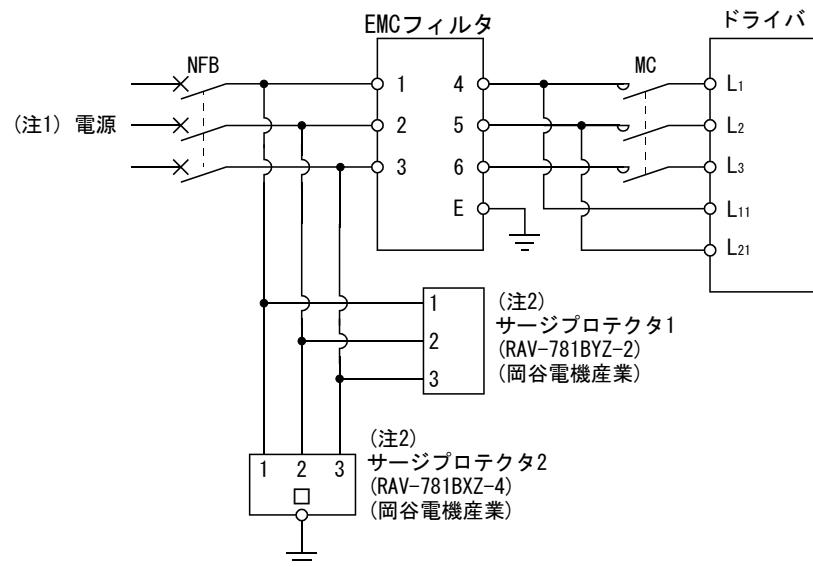 EMCフィルタ
ドライバ
NFB
MC
(注1) 電源
1
2
3
4
5
6
E
L1
L2
L3
L11
L21
1
2
3
(注2)
サージプロテクタ1
(RAV-781BYZ-2)
(岡谷電機産業)
1 2 3
(注2)
サージプロテクタ2
(RAV-781BXZ-4)
(岡谷電機産業)